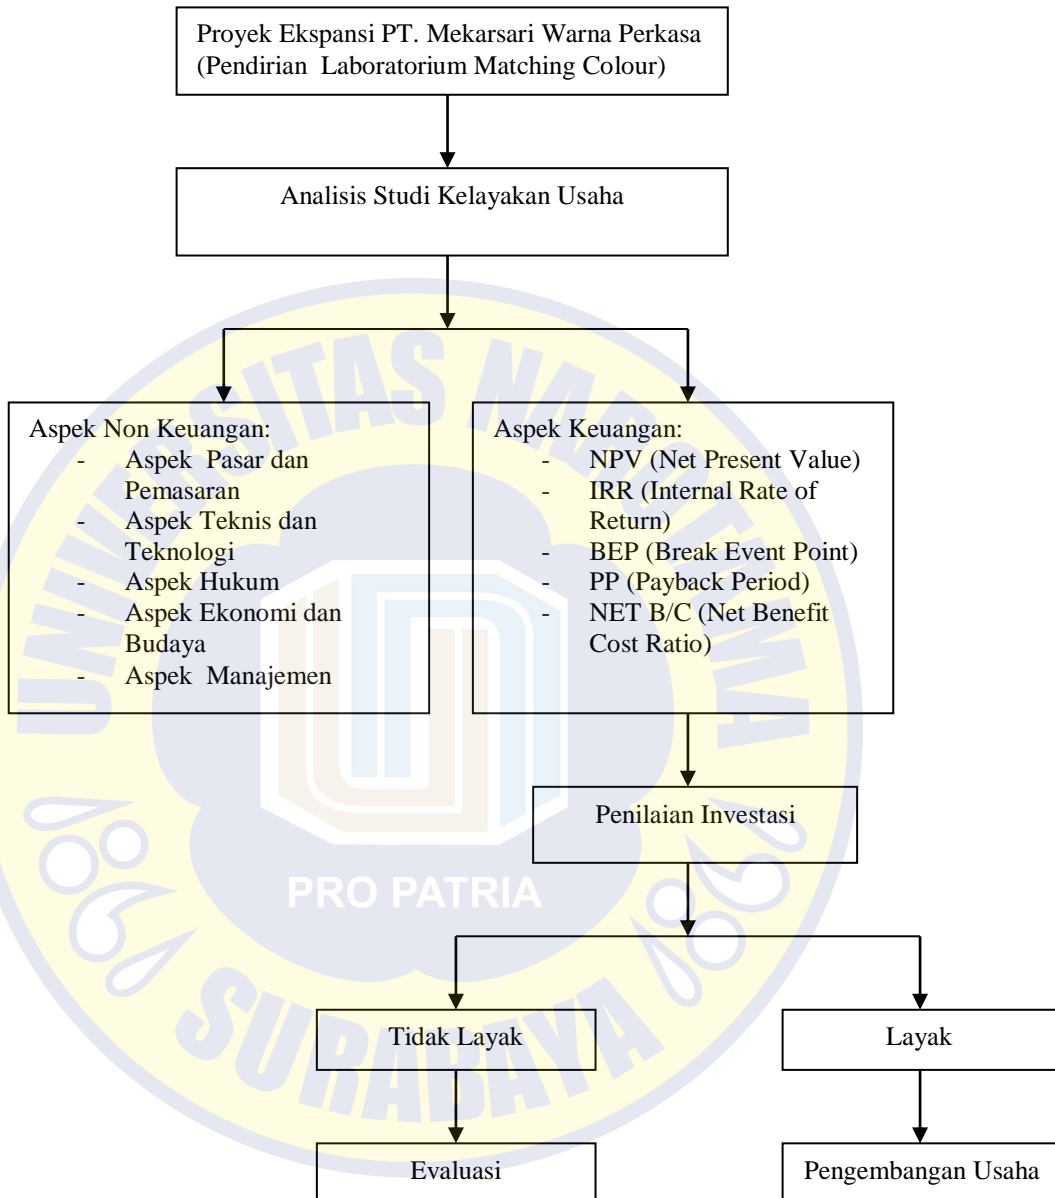 Proyek Ekspansi PT. Mekarsari Warna Perkasa
(Pendirian Laboratorium Matching Colour)
Analisis Studi Kelayakan Usaha
Aspek Non Keuangan:
- Aspek Pasar dan
Pemasaran
- Aspek Teknis dan
Teknologi
- Aspek Hukum
- Aspek Ekonomi dan
Budaya
- Aspek Manajemen
Aspek Keuangan:
- NPV (Net Present Value)
- IRR (Internal Rate of
Return)
- BEP (Break Event Point)
- PP (Payback Period)
- NET B/C (Net Benefit
Cost Ratio)
Penilaian Investasi
Tidak Layak
Layak
Evaluasi
Pengembangan Usaha
UNIVERSITAS NAROTAMA
PRO PATRIA
SURABAYA